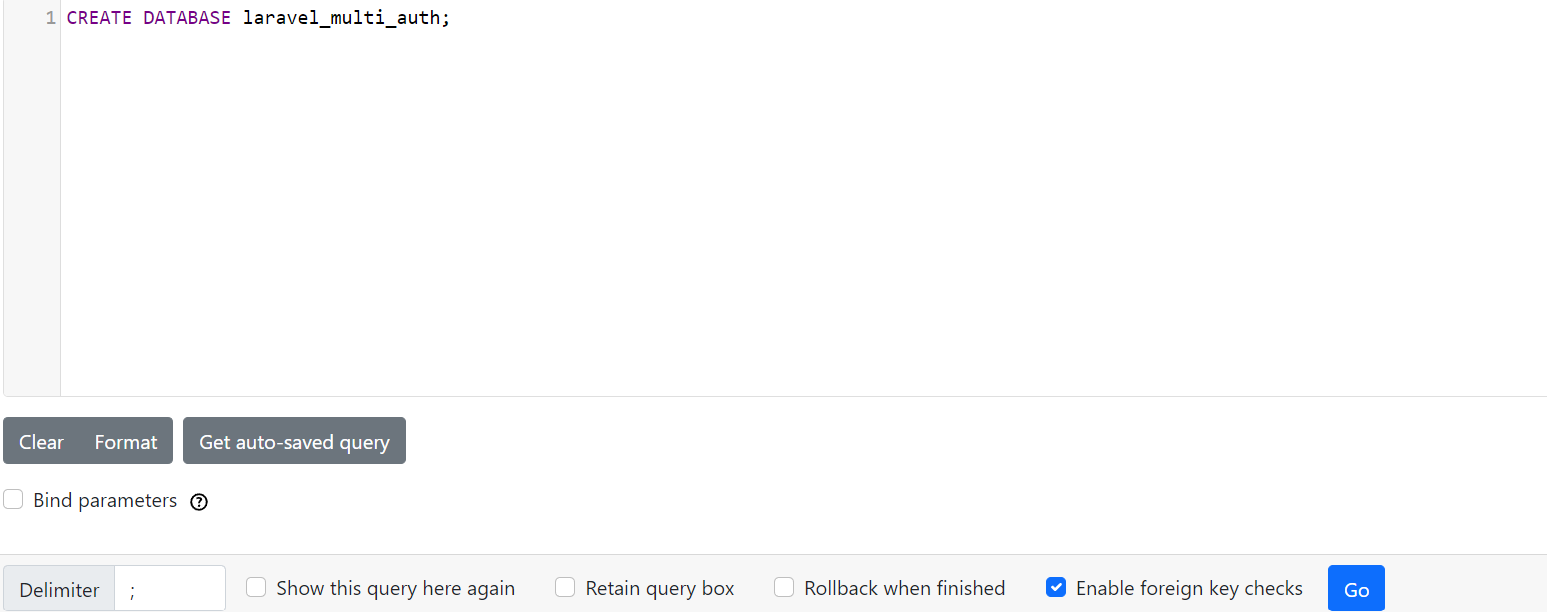 1 CREATE DATABASE laravel_multi_auth;
Clear Format Get auto-saved query
Bind parameters ?
Delimiter ; Show this query here again Retain query box Rollback when finished Enable foreign key checks Go